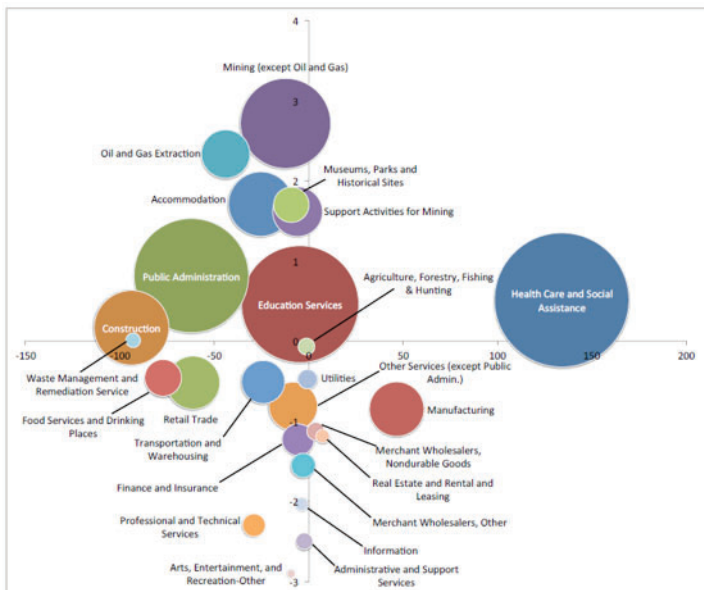 4
Mining (except Oil and Gas)
3
Oil and Gas Extraction
Museums, Parks and
Historical Sites
2
Accommodation
Support Activities for Mining
1
Public Administration
Agriculture, Forestry, Fishing
& Hunting
Education Services
Health Care and Social
Assistance
Construction
0
-150
-100
-50
0
50
100
150
200
Waste Management and
Remediation Service
Utilities
Other Services (except Public
Admin.)
Food Services and Drinking
Places
Retail Trade
Manufacturing
-1
Transportation and
Warehousing
Merchant Wholesalers,
Nondurable Goods
Finance and Insurance
Real Estate and Rental and
Leasing
-2
Professional and Technical
Services
Merchant Wholesalers, Other
Information
Arts, Entertainment, and
Recreation-Other
Administrative and Support
Services
-3